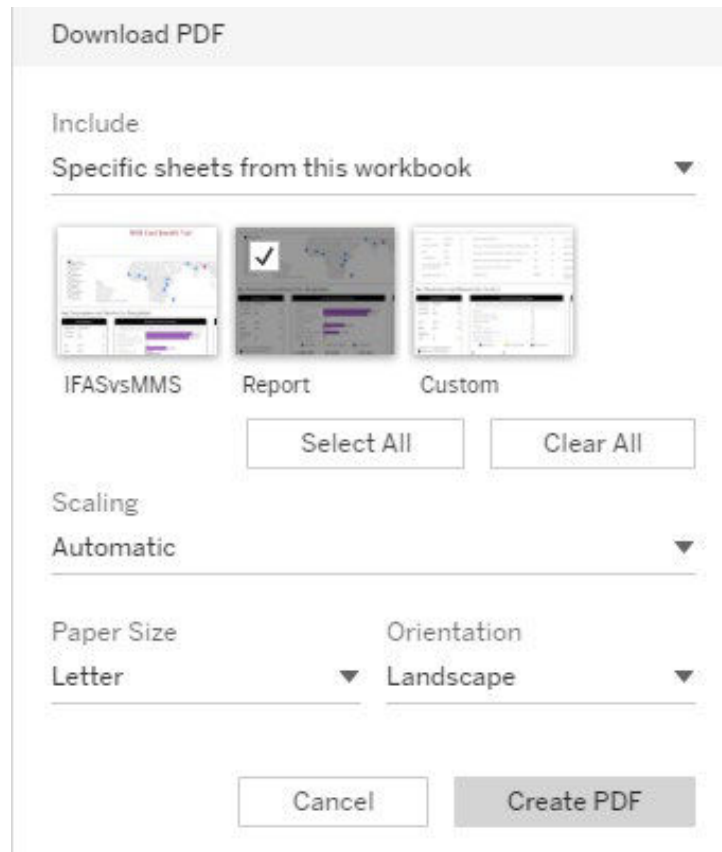 Download PDF
Include
Specific sheets from this workbook
IFASvsMMS
Report
Custom
Select All
Clear All
Scaling
Automatic
Paper Size
Orientation
Letter
Landscape
Cancel
Create PDF